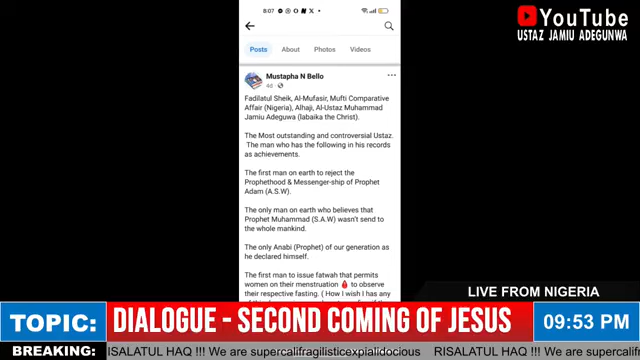 8:07
YouTube
USTAZ JAMIU ADEGUNWA
Posts About Photos Videos
Mustapha N Bello
4d
Fadilatul Sheik, Al-Mufasir, Mufti Comparative
Affair (Nigeria), Alhaji, Al-Ustaz Muhammad
Jamiu Adeguwa (labaika the Christ).
The Most outstanding and controversial Ustaz.
The man who has the following in his records
as achievements.
The first man on earth to reject the
Prophethood & Messenger-ship of Prophet
Adam (A.S.W).
The only man on earth who believes that
Prophet Muhammad (S.A.W) wasn't send to
the whole mankind.
The only Anabi (Prophet) of our generation as
he declared himself.
The first man to issue fatwah that permits
women on their menstruation 🩸 to observe
their respective fasting. ( How I wish I has any
LIVE FROM NIGERIA
TOPIC: DIALOGUE - SECOND COMING OF JESUS 09:53 PM
BREAKING: RISALATUL HAQ !!! We are supercalifragilisticexpialidocious RISALATUL HAQ !!! We are super